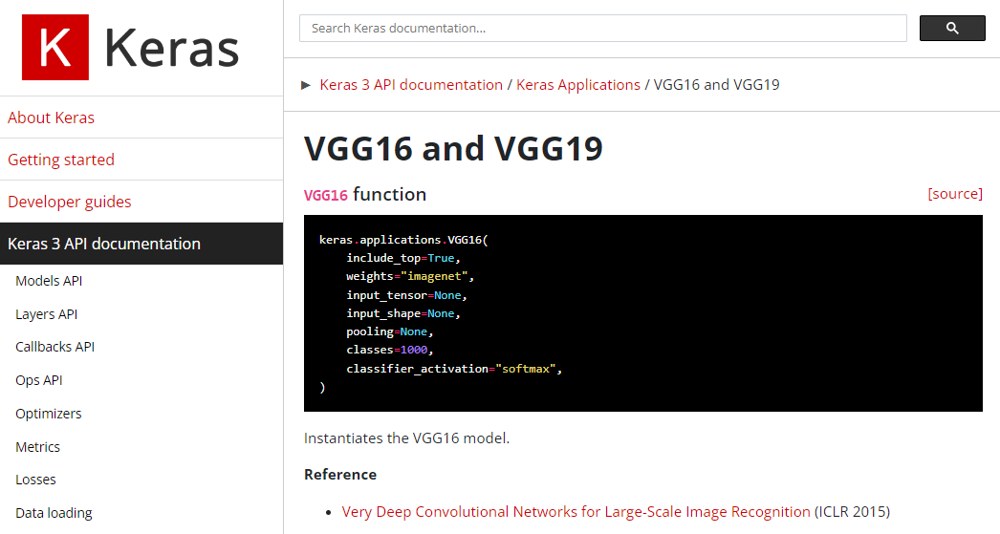 K Keras
About Keras
Getting started
Developer guides
Keras 3 API documentation
Models API
Layers API
Callbacks API
Ops API
Optimizers
Metrics
Losses
Data loading
Search Keras documentation...
► Keras 3 API documentation / Keras Applications / VGG16 and VGG19
VGG16 and VGG19
VGG16 function
[source]
keras.applications.VGG16(
    include_top=True,
    weights="imagenet",
    input_tensor=None,
    input_shape=None,
    pooling=None,
    classes=1000,
    classifier_activation="softmax",
)
Instantiates the VGG16 model.
Reference
• Very Deep Convolutional Networks for Large-Scale Image Recognition (ICLR 2015)